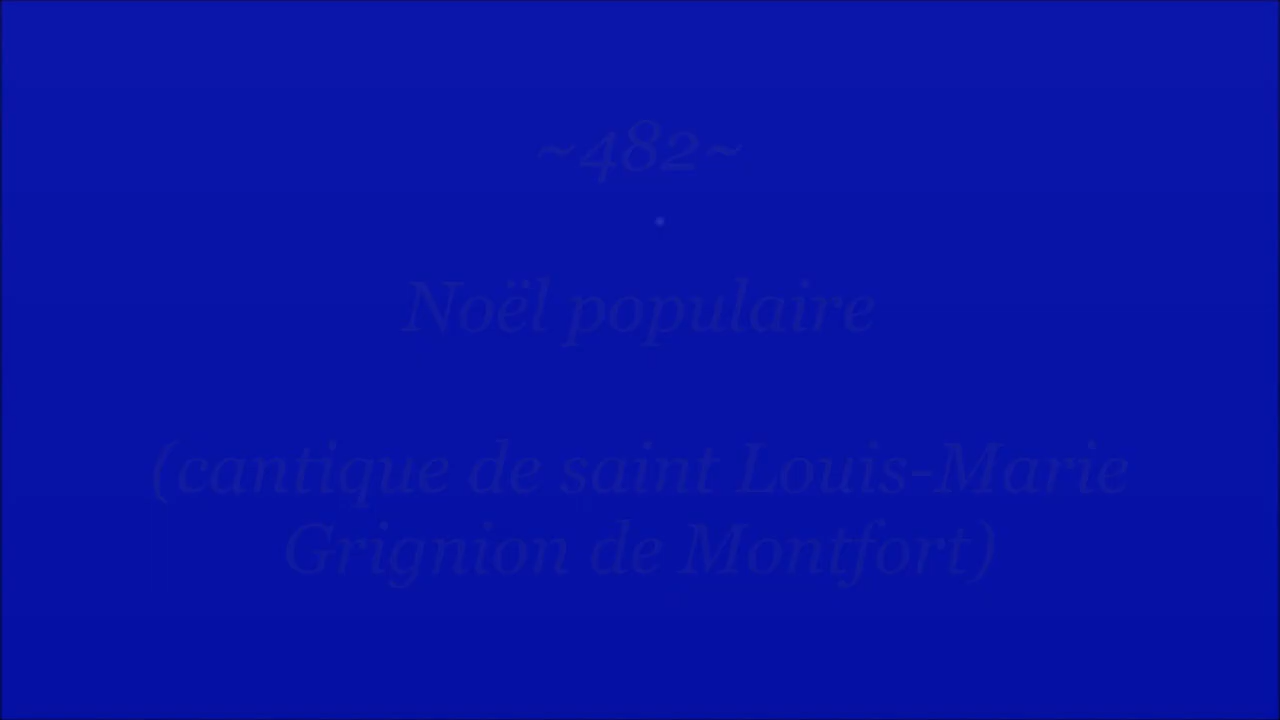 ~482~
Noël populaire
(cantique de saint Louis-Marie
Grignion de Montfort)